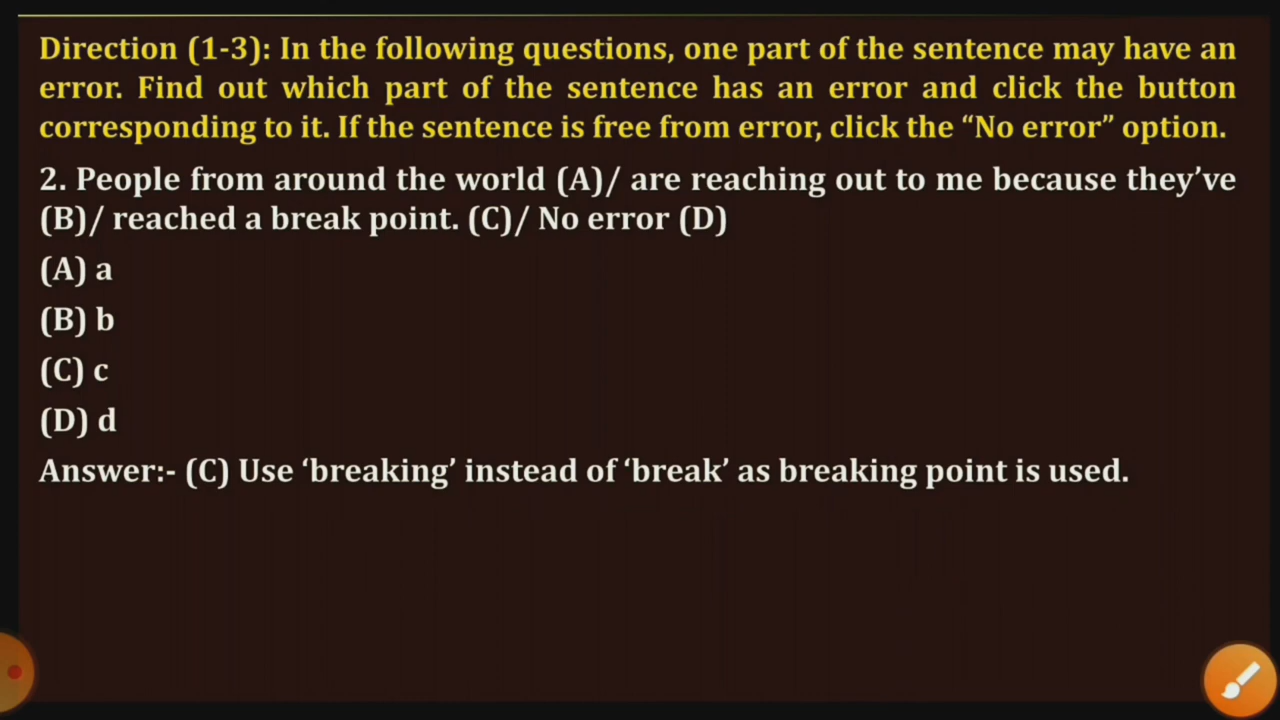 Direction (1-3): In the following questions, one part of the sentence may have an
error. Find out which part of the sentence has an error and click the button
corresponding to it. If the sentence is free from error, click the “No error” option.
2. People from around the world (A)/ are reaching out to me because they’ve
(B)/ reached a break point. (C)/ No error (D)
(A) a
(B) b
(C) c
(D) d
Answer:- (C) Use ‘breaking’ instead of ‘break’ as breaking point is used.